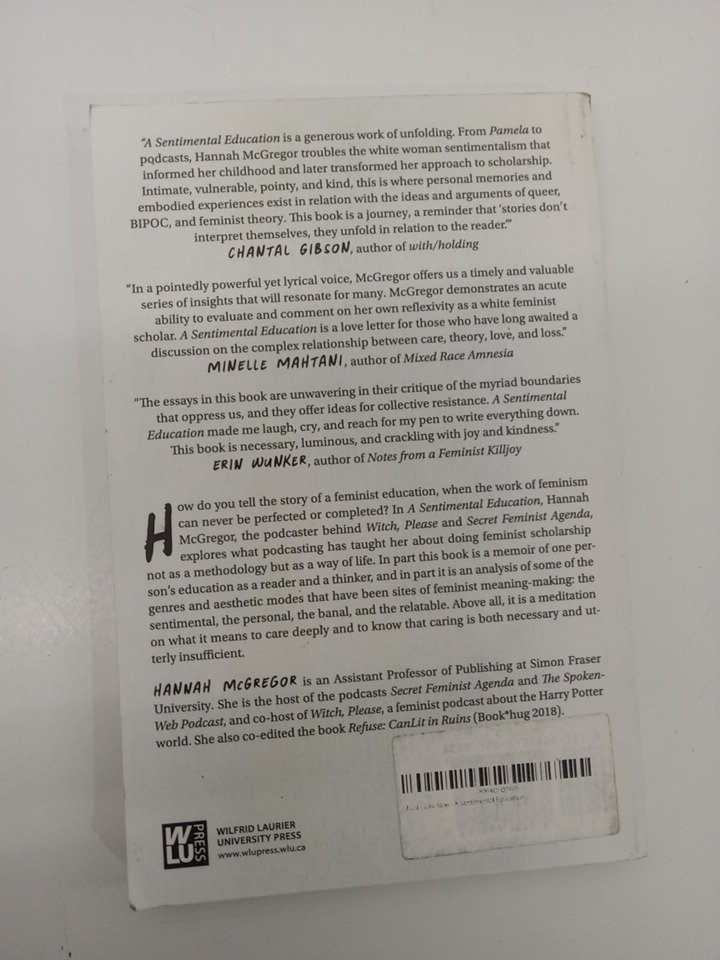 “A Sentimental Education is a generous work of unfolding. From Pamela to
podcasts, Hannah McGregor troubles the white woman sentimentalism that
informed her childhood and later transformed her approach to scholarship.
Intimate, vulnerable, pointy, and kind, this is where personal memories and
embodied experiences exist in relation with the ideas and arguments of queer,
BIPOC, and feminist theory. This book is a journey, a reminder that ‘stories don’t
interpret themselves, they unfold in relation to the reader.’”
CHANTAL GIBSON, author of with/holding
“In a pointedly powerful yet lyrical voice, McGregor offers us a timely and valuable
series of insights that will resonate for many. McGregor demonstrates an acute
ability to evaluate and comment on her own reflexivity as a white feminist
scholar. A Sentimental Education is a love letter for those who have long awaited a
discussion on the complex relationship between care, theory, love, and loss.”
MINELLE MAHTANI, author of Mixed Race Amnesia
“The essays in this book are unwavering in their critique of the myriad boundaries
that oppress us, and they offer ideas for collective resistance. A Sentimental
Education made me laugh, cry, and reach for my pen to write everything down.
This book is necessary, luminous, and crackling with joy and kindness.”
ERIN WUNKER, author of Notes from a Feminist Killjoy
How do you tell the story of a feminist education, when the work of feminism
can never be perfected or completed? In A Sentimental Education, Hannah
McGregor, the podcaster behind Witch, Please and Secret Feminist Agenda,
explores what podcasting has taught her about doing feminist scholarship
not as a methodology but as a way of life. In part this book is a memoir of one per-
son’s education as a reader and a thinker, and in part it is an analysis of some of the
genres and aesthetic modes that have been sites of feminist meaning-making: the
sentimental, the personal, the banal, and the relatable. Above all, it is a meditation
on what it means to care deeply and to know that caring is both necessary and ut-
terly insufficient.
HANNAH McGREGOR is an Assistant Professor of Publishing at Simon Fraser
University. She is the host of the podcasts Secret Feminist Agenda and The Spoken-
Web Podcast, and co-host of Witch, Please, a feminist podcast about the Harry Potter
world. She also co-edited the book Refuse: CanLit in Ruins (Book*hug 2018).
A Sentimental Education
WLU PRESS
WILFRID LAURIER
UNIVERSITY PRESS
www.wlupress.wlu.ca